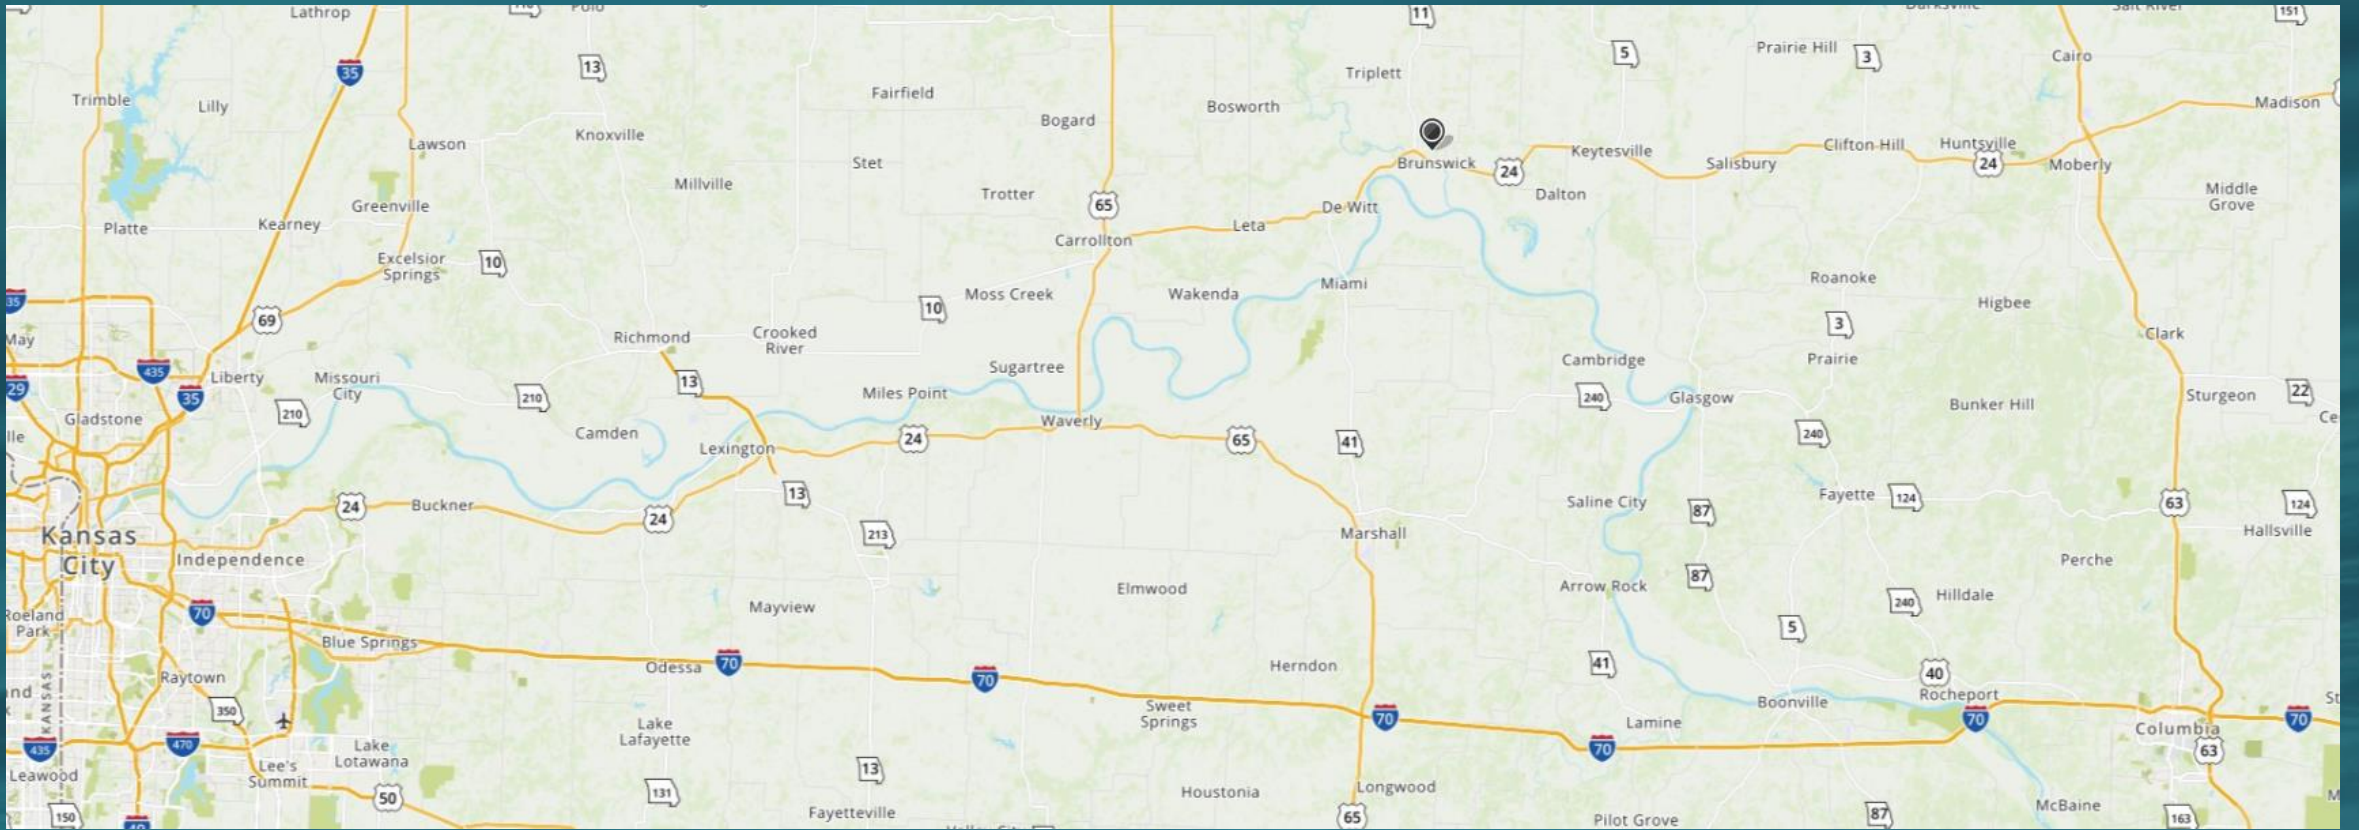 Lathrop
Polo
11
151
35
13
5
Prairie Hill
3
Cairo
Triplett
Trimble
Lilly
Fairfield
Bosworth
Madison
Bogard
Knoxville
Lawson
Brunswick
24
Keytesville
Clifton Hill
Huntsville
24
Salisbury
Moberly
Stet
Millville
Trotter
65
De Witt
Dalton
Middle
Grove
Greenville
Platte
Kearney
Leta
Carrollton
Excelsior
Springs
10
Roanoke
Miami
Moss Creek
Wakenda
Higbee
35
10
69
3
Richmond
Crooked
River
Clark
May
Cambridge
Prairie
435
Sugartree
Liberty
Missouri
City
13
29
35
210
210
Miles Point
240
Glasgow
Bunker Hill
Sturgeon
22
Gladstone
Camden
Waverly
24
65
41
240
Lexington
13
24
Buckner
24
Saline City
87
Fayette
124
63
124
Kansas
City
213
Marshall
Hallsville
Independence
Perche
87
Arrow Rock
Elmwood
240
Hilldale
70
Mayview
Roeland
Park
5
Blue Springs
Odessa
70
Herndon
41
40
70
Raytown
KANSAS
350
Sweet
Springs
70
Boonville
Rocheport
70
Lamine
Columbia
70
Lake
Lafayette
435
470
Lake
Lotawana
70
63
Leawood
Lee's
Summit
13
50
131
Houstonia
Longwood
McBaine
150
Fayetteville
65
Pilot Grove
87
163